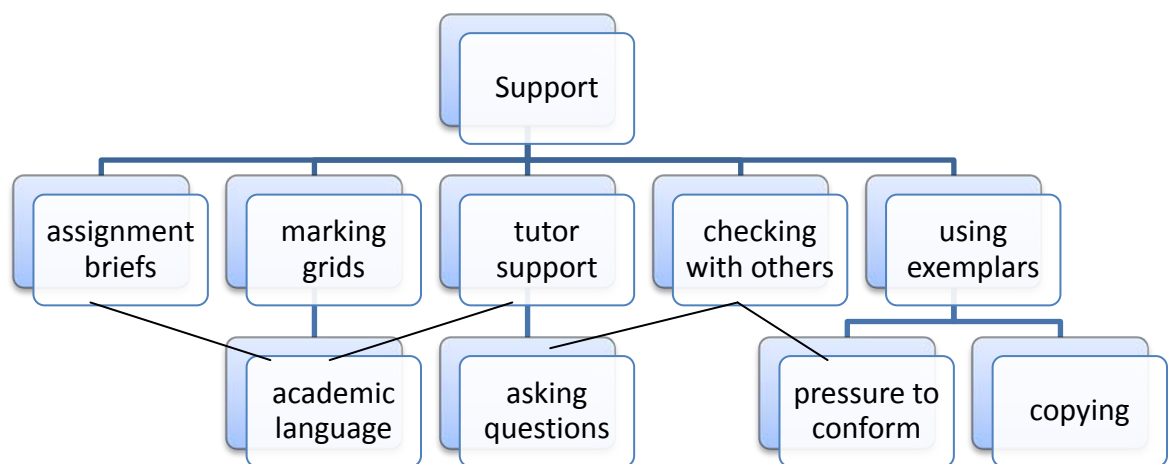 Support
assignment
briefs
marking
grids
tutor
support
checking
with others
using
exemplars
academic
language
asking
questions
pressure to
conform
copying